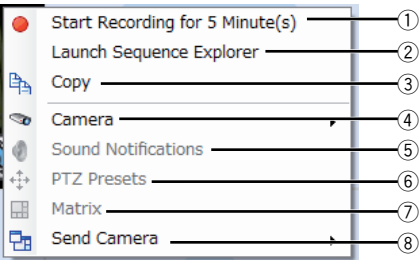 Start Recording for 5 Minute(s) ①
Launch Sequence Explorer ②
Copy ③
Camera ④
Sound Notifications ⑤
PTZ Presets ⑥
Matrix ⑦
Send Camera ⑧